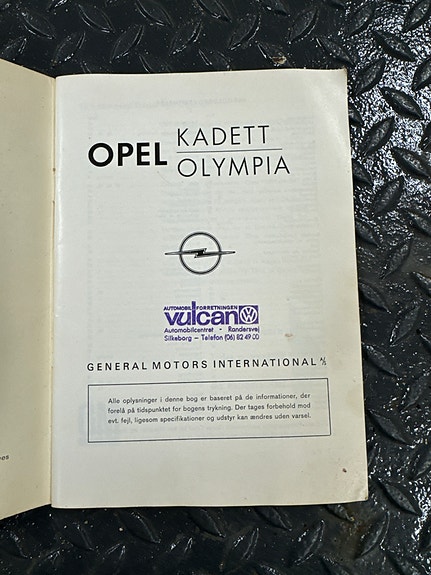 OPEL KADETT
OLYMPIA
AUTOMOBILFORRETNINGEN
vulcan
Automobilcentret - Randersvej
Silkeborg - Telefon (06) 82 49 00
GENERAL MOTORS INTERNATIONAL A/S
Alle oplysninger i denne bog er baseret på de informationer, der
forelå på tidspunktet for bogens trykning. Der tages forbehold mod
evt. fejl, ligesom specifikationer og udstyr kan ændres uden varsel.